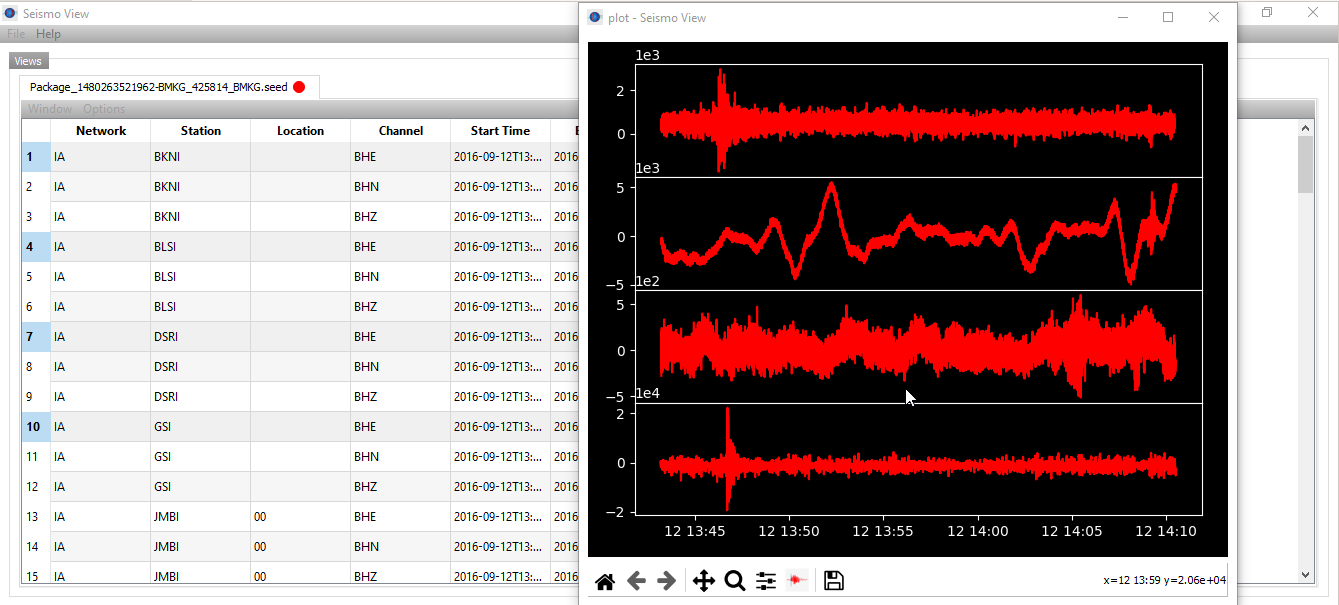 Seismo View
File Help
Views
Package_1480263521962-BMKG_425814_BMKG.seed
Window Options
Network Station Location Channel Start Time E
1 IA BKNI BHE 2016-09-12T13:... 2016
2 IA BKNI BHN 2016-09-12T13:... 2016
3 IA BKNI BHZ 2016-09-12T13:... 2016
4 IA BLSI BHE 2016-09-12T13:... 2016
5 IA BLSI BHN 2016-09-12T13:... 2016
6 IA BLSI BHZ 2016-09-12T13:... 2016
7 IA DSRI BHE 2016-09-12T13:... 2016
8 IA DSRI BHN 2016-09-12T13:... 2016
9 IA DSRI BHZ 2016-09-12T13:... 2016
10 IA GSI BHE 2016-09-12T13:... 2016
11 IA GSI BHN 2016-09-12T13:... 2016
12 IA GSI BHZ 2016-09-12T13:... 2016
13 IA JMBI 00 BHE 2016-09-12T13:... 2016
14 IA JMBI 00 BHN 2016-09-12T13:... 2016
15 IA JMBI 00 BHZ 2016-09-12T13:... 2016
plot - Seismo View
1e3
2
0
1e3
5
0
−5
1e2
5
0
−5
1e4
2
0
−2
12 13:45 12 13:50 12 13:55 12 14:00 12 14:05 12 14:10
x=12 13:59 y=2.06e+04